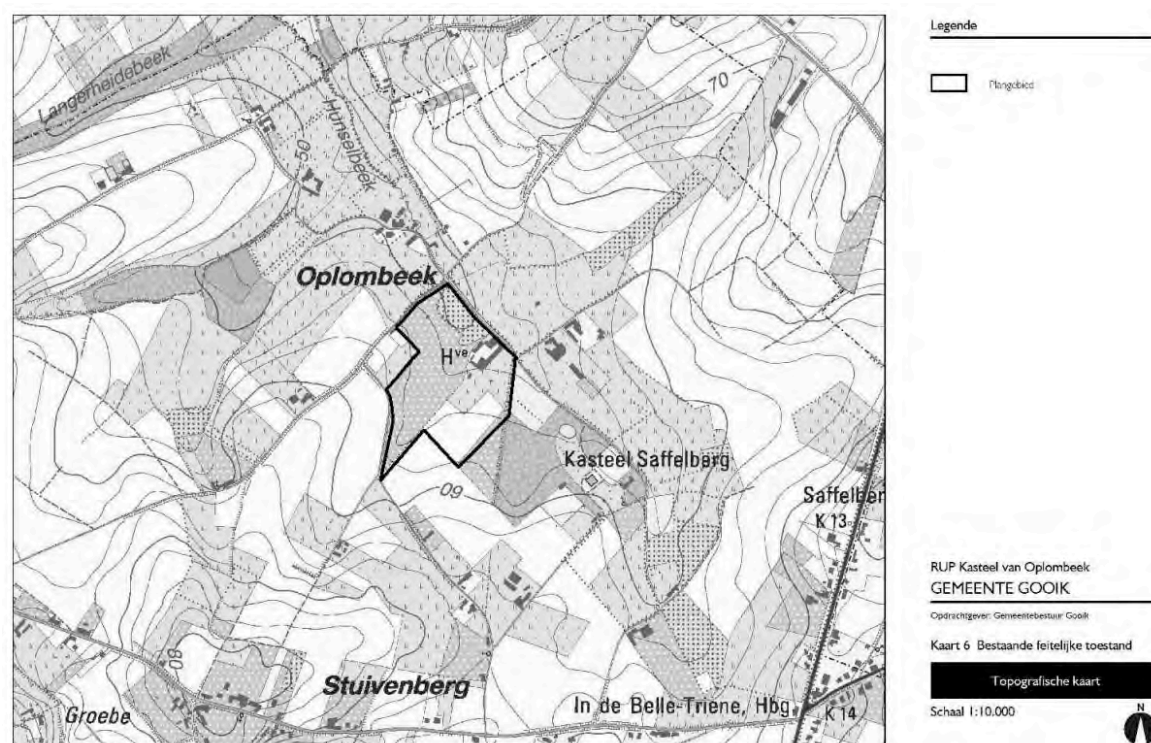 Langerheidebeek
Hunselbeek
50
70
Oplombeek
Hve
Kasteel Saffelberg
60
Saffelber
K 13
80
Stuivenberg
Groebe
In de Belle-Triene, Hbg
K 14
Legende
Plangebied
RUP Kasteel van Oplombeek
GEMEENTE GOOIK
Opdrachtgever: Gemeentebestuur Gooik
Kaart 6 Bestaande feitelijke toestand
Topografische kaart
Schaal 1:10.000
N